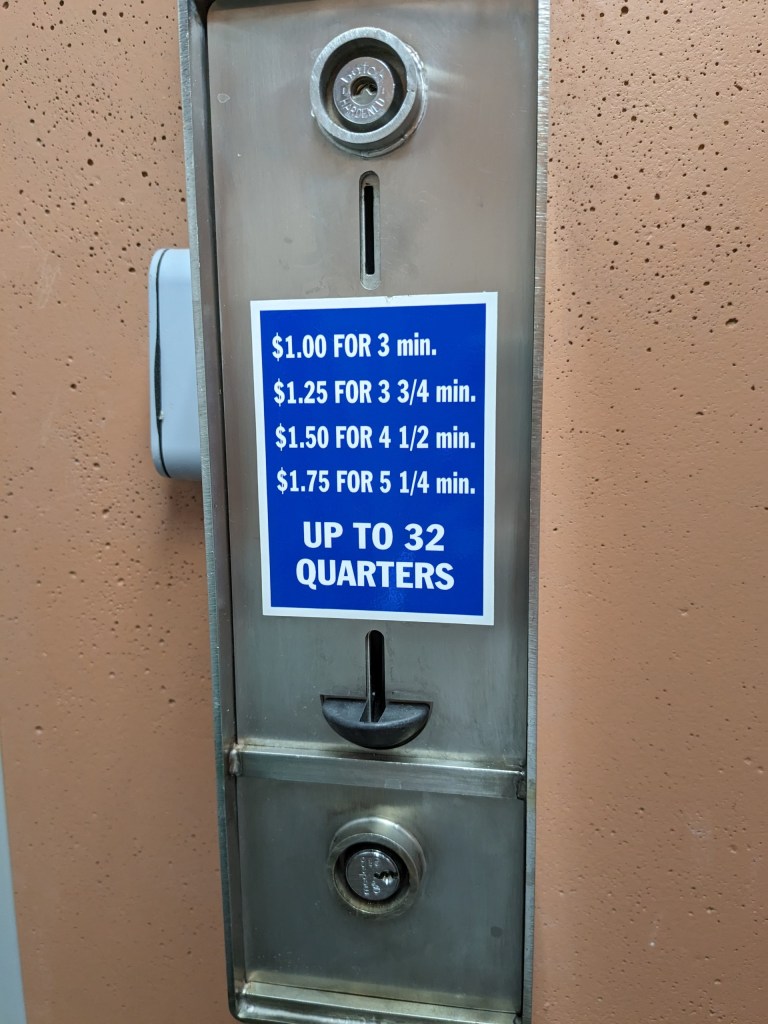 HARDENED
$1.00 FOR 3 min.
$1.25 FOR 3 3/4 min.
$1.50 FOR 4 1/2 min.
$1.75 FOR 5 1/4 min.
UP TO 32
QUARTERS